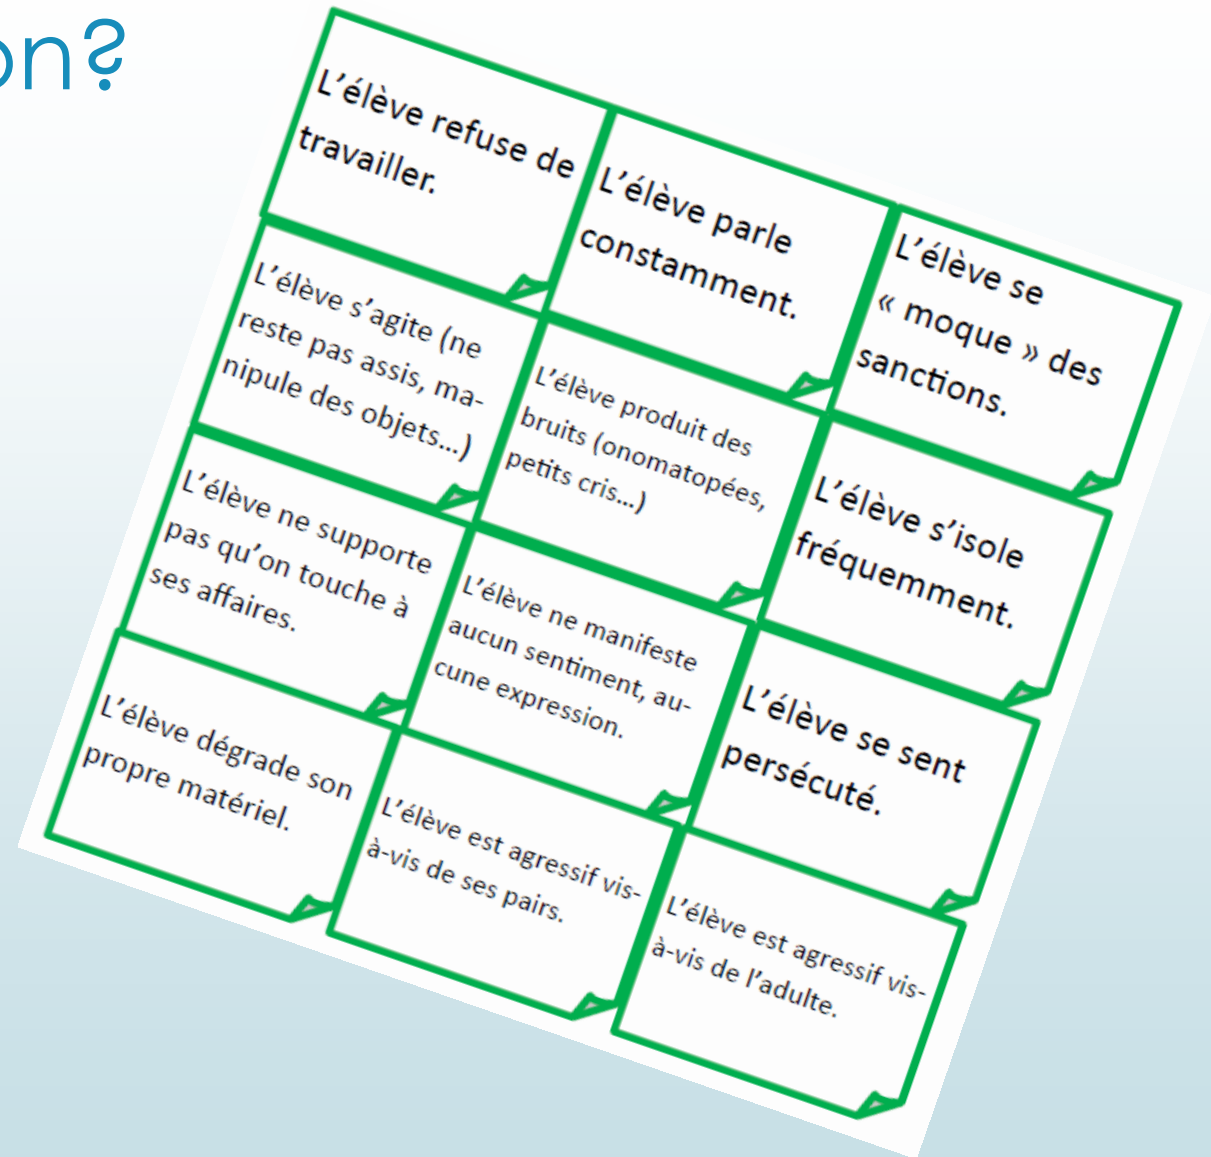 on?
L’élève refuse de
travailler.
L’élève parle
constamment.
L’élève se
« moque » des
sanctions.
L’élève s’agite (ne
reste pas assis, ma-
nipule des objets...)
L’élève produit des
bruits (onomatopées,
petits cris...)
L’élève s’isole
fréquemment.
L’élève ne supporte
pas qu’on touche à
ses affaires.
L’élève ne manifeste
aucun sentiment, au-
cune expression.
L’élève se sent
persécuté.
L’élève dégrade son
propre matériel.
L’élève est agressif vis-
à-vis de ses pairs.
L’élève est agressif vis-
à-vis de l’adulte.